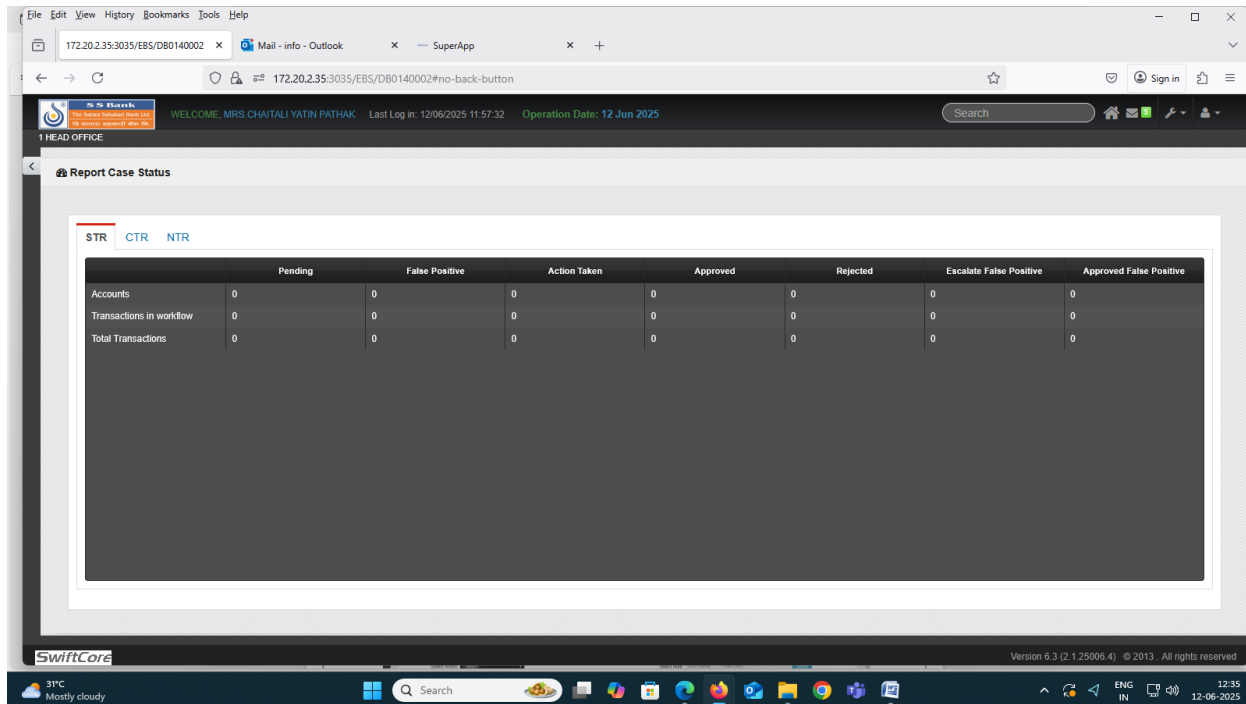 File Edit View History Bookmarks Tools Help
172.20.2.35:3035/EBS/DB0140002 Mail - info - Outlook SuperApp
172.20.2.35:3035/EBS/DB0140002#no-back-button Sign in
S S Bank
The Satara Sahakari Bank Ltd.
WELCOME, MRS.CHAITALI YATIN PATHAK Last Log in: 12/06/2025 11:57:32 Operation Date: 12 Jun 2025 Search 5
1 HEAD OFFICE
Report Case Status
STR CTR NTR
Pending False Positive Action Taken Approved Rejected Escalate False Positive Approved False Positive
Accounts 0 0 0 0 0 0 0
Transactions in workflow 0 0 0 0 0 0 0
Total Transactions 0 0 0 0 0 0 0
SwiftCore Version 6.3 (2.1.25006.4) © 2013 . All rights reserved
31°C
Mostly cloudy
Search
ENG
IN
12:35
12-06-2025